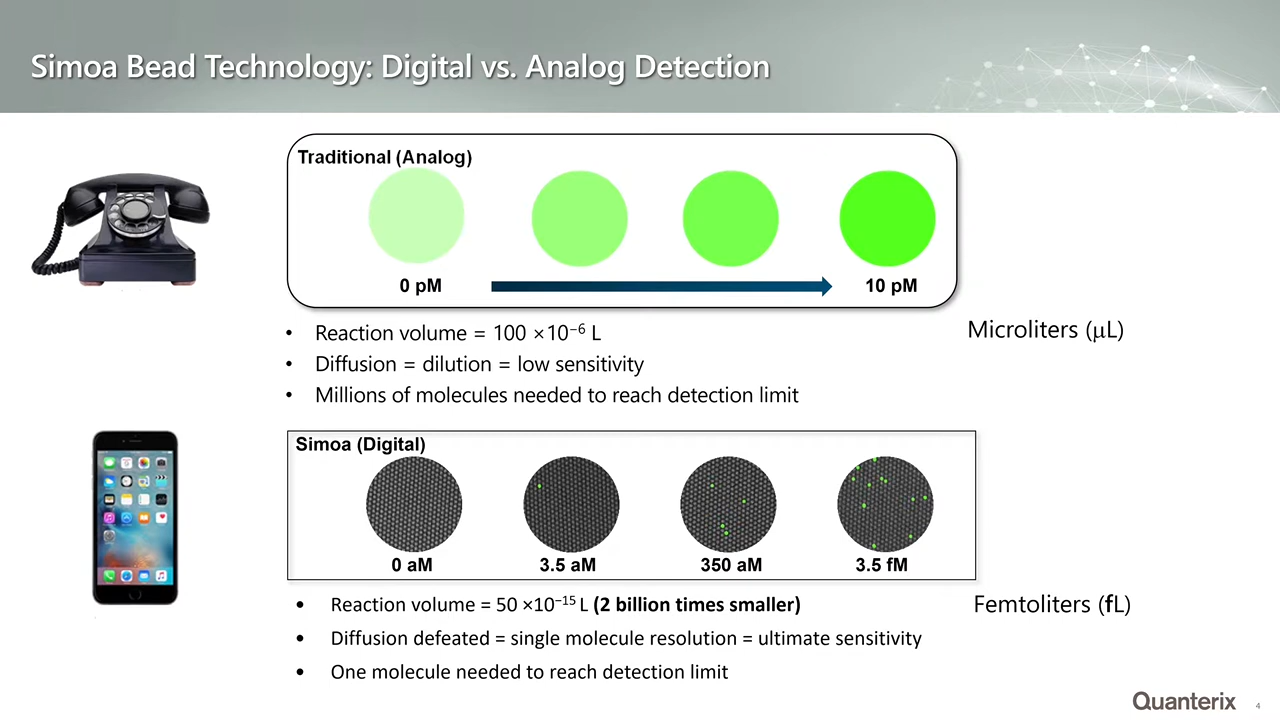 Simoa Bead Technology: Digital vs. Analog Detection
Traditional (Analog)
0 pM
10 pM
• Reaction volume = 100 ×10⁻⁶ L
Microliters (μL)
• Diffusion = dilution = low sensitivity
• Millions of molecules needed to reach detection limit
Simoa (Digital)
0 aM 3.5 aM 350 aM 3.5 fM
• Reaction volume = 50 ×10⁻¹⁵ L (2 billion times smaller)
Femtoliters (fL)
• Diffusion defeated = single molecule resolution = ultimate sensitivity
• One molecule needed to reach detection limit
Quanterix
4